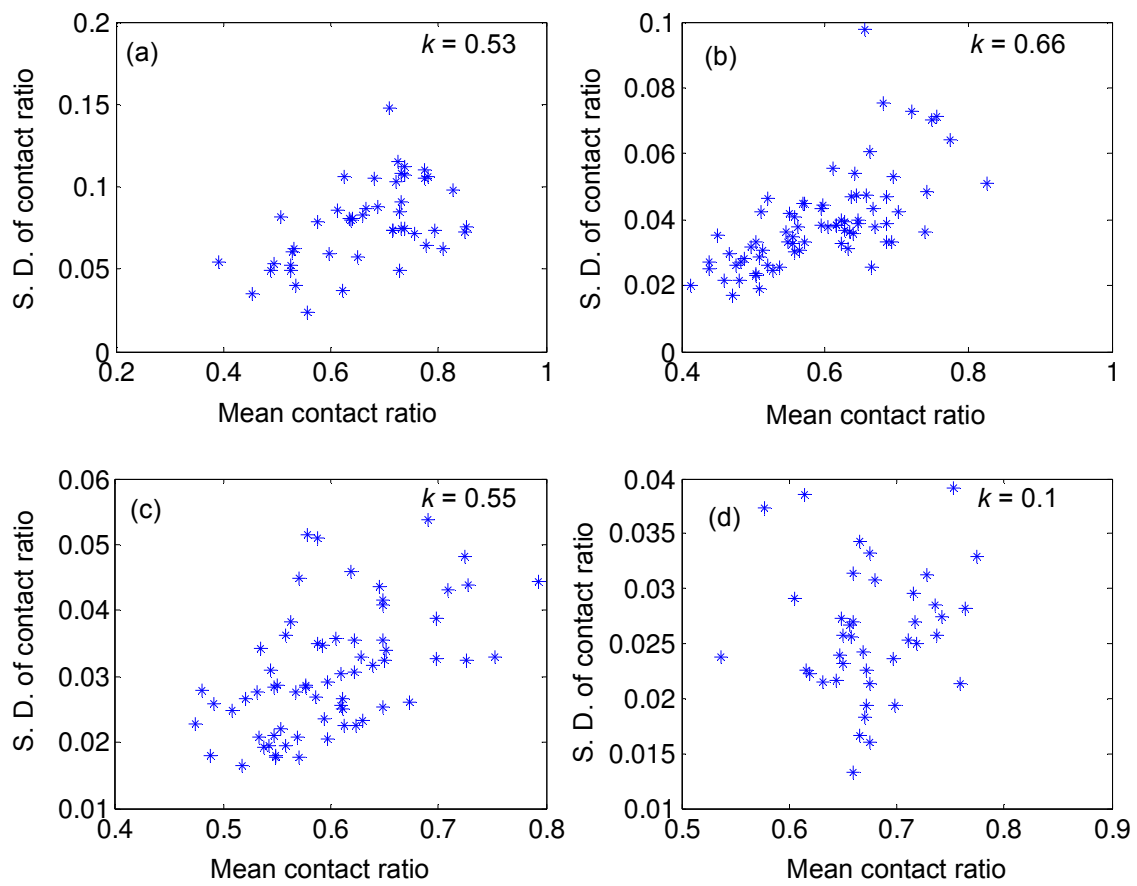 (a)
k = 0.53
S. D. of contact ratio
0.2
0.15
0.1
0.05
0
0.2
0.4
0.6
0.8
1
Mean contact ratio
(b)
k = 0.66
S. D. of contact ratio
0.1
0.08
0.06
0.04
0.02
0
0.4
0.6
0.8
1
Mean contact ratio
(c)
k = 0.55
S. D. of contact ratio
0.06
0.05
0.04
0.03
0.02
0.01
0.4
0.5
0.6
0.7
0.8
Mean contact ratio
(d)
k = 0.1
S. D. of contact ratio
0.04
0.035
0.03
0.025
0.02
0.015
0.01
0.5
0.6
0.7
0.8
0.9
Mean contact ratio